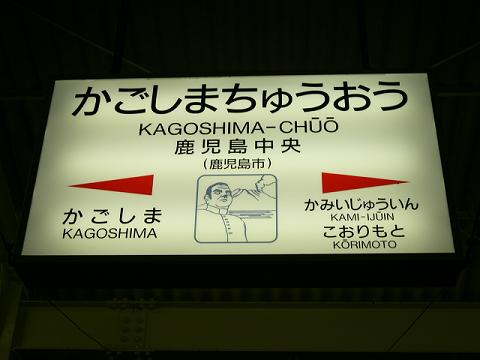 かごしまちゅうおう
KAGOSHIMA-CHŪŌ
鹿児島中央
(鹿児島市)
かごしま
KAGOSHIMA
かみいじゅういん
KAMI-IJŪIN
こおりもと
KŌRIMOTO